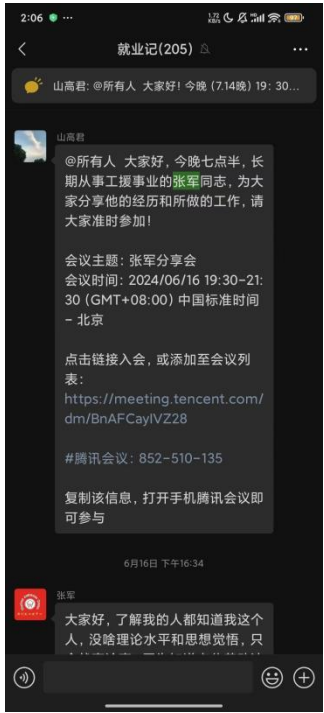 2:06
1.72 KB/s
就业记(205)
山高君: @所有人 大家好! 今晚 (7.14晚) 19: 30...
山高君
@所有人 大家好, 今晚七点半, 长
期从事工援事业的张军同志, 为大
家分享他的经历和所做的工作, 请
大家准时参加!
会议主题: 张军分享会
会议时间: 2024/06/16 19:30-21:
30 (GMT+08:00) 中国标准时间
- 北京
点击链接入会, 或添加至会议列
表:
https://meeting.tencent.com/
dm/BnAFCayIVZ28
#腾讯会议: 852-510-135
复制该信息, 打开手机腾讯会议即
可参与
6月16日 下午16:34
张军
大家好, 了解我的人都知道我这个
人, 没啥理论水平和思想觉悟, 只